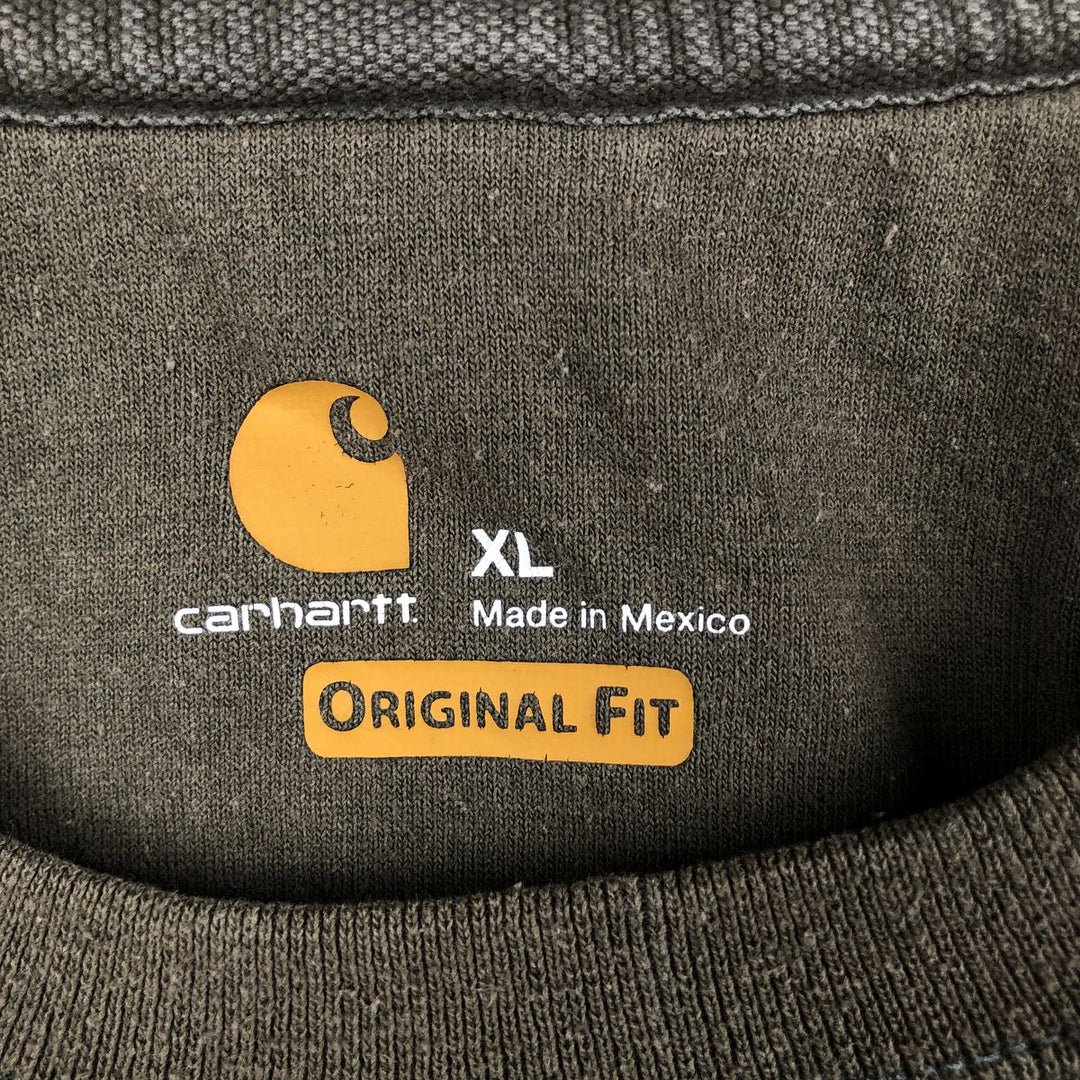 XL
carhartt
Made in Mexico
ORIGINAL FIT